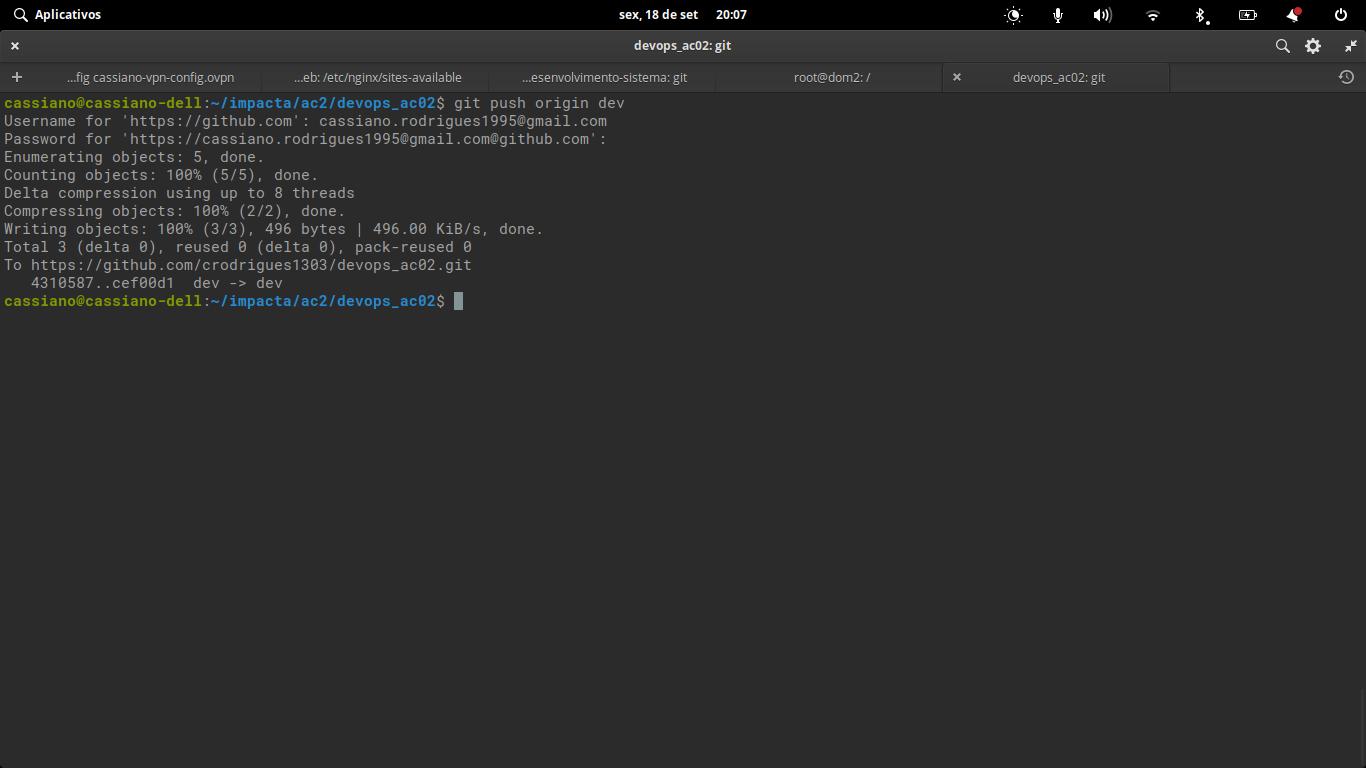 Aplicativos
sex, 18 de set 20:07
devops_ac02: git
...fig cassiano-vpn-config.ovpn
...eb: /etc/nginx/sites-available
...esenvolvimento-sistema: git
root@dom2: /
devops_ac02: git
cassiano@cassiano-dell:~/impacta/ac2/devops_ac02$ git push origin dev
Username for 'https://github.com': cassiano.rodrigues1995@gmail.com
Password for 'https://cassiano.rodrigues1995@gmail.com@github.com':
Enumerating objects: 5, done.
Counting objects: 100% (5/5), done.
Delta compression using up to 8 threads
Compressing objects: 100% (2/2), done.
Writing objects: 100% (3/3), 496 bytes | 496.00 KiB/s, done.
Total 3 (delta 0), reused 0 (delta 0), pack-reused 0
To https://github.com/crodrigues1303/devops_ac02.git
   4310587..cef00d1  dev -> dev
cassiano@cassiano-dell:~/impacta/ac2/devops_ac02$